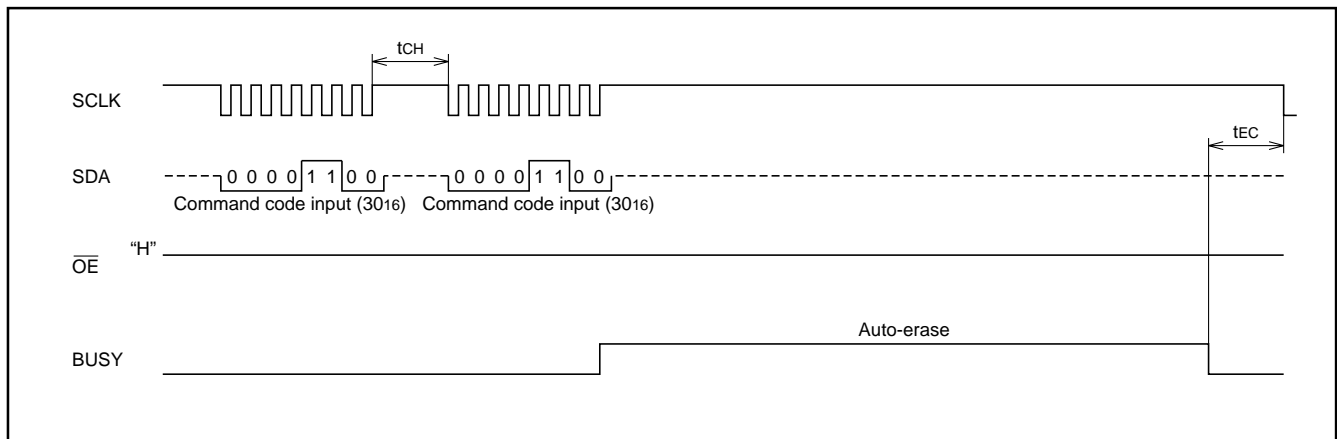 tCH
SCLK
tEC
SDA
0 0 0 0 1 1 0 0
0 0 0 0 1 1 0 0
Command code input (3016)
Command code input (3016)
“H”
OE
Auto-erase
BUSY